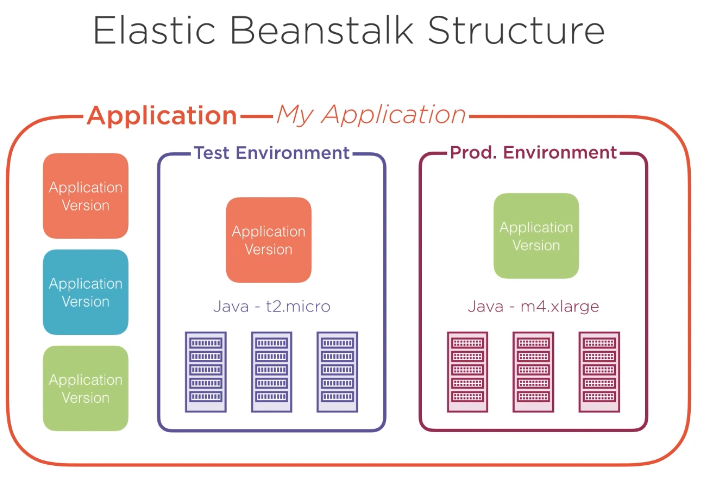 Elastic Beanstalk Structure
Application
My Application
Application
Version
Application
Version
Application
Version
Test Environment
Application
Version
Java - t2.micro
Prod. Environment
Application
Version
Java - m4.xlarge